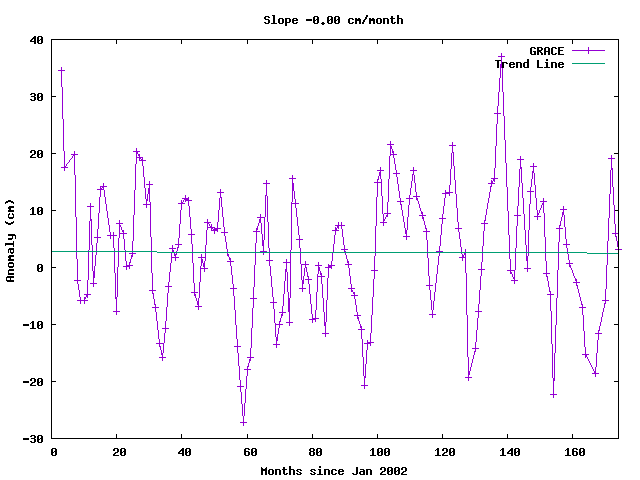 Slope -0.00 cm/month
GRACE
Trend Line
40
30
20
10
0
-10
-20
-30
Anomaly (cm)
0 20 40 60 80 100 120 140 160
Months since Jan 2002